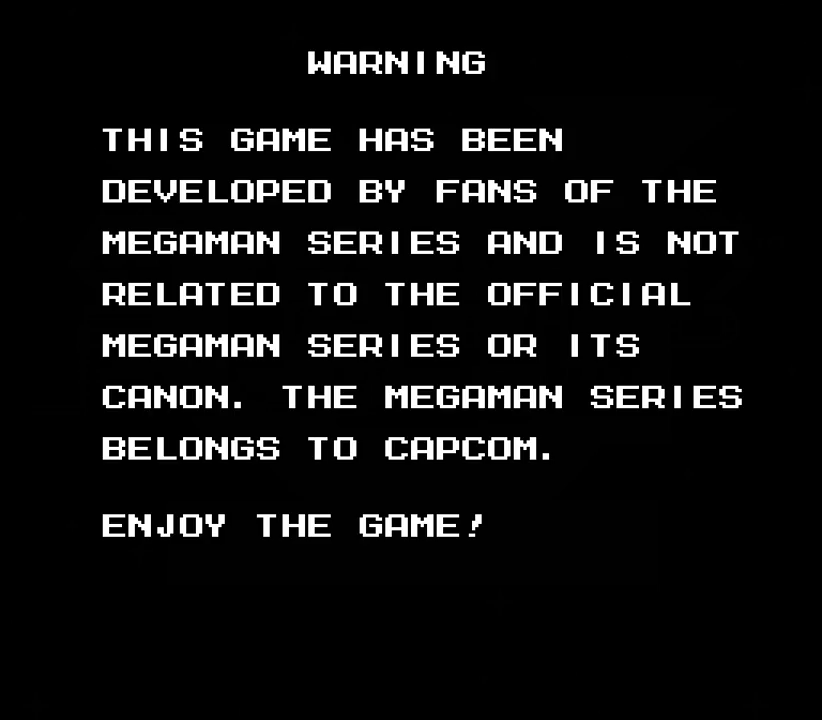 WARNING
THIS GAME HAS BEEN
DEVELOPED BY FANS OF THE
MEGAMAN SERIES AND IS NOT
RELATED TO THE OFFICIAL
MEGAMAN SERIES OR ITS
CANON. THE MEGAMAN SERIES
BELONGS TO CAPCOM.
ENJOY THE GAME!